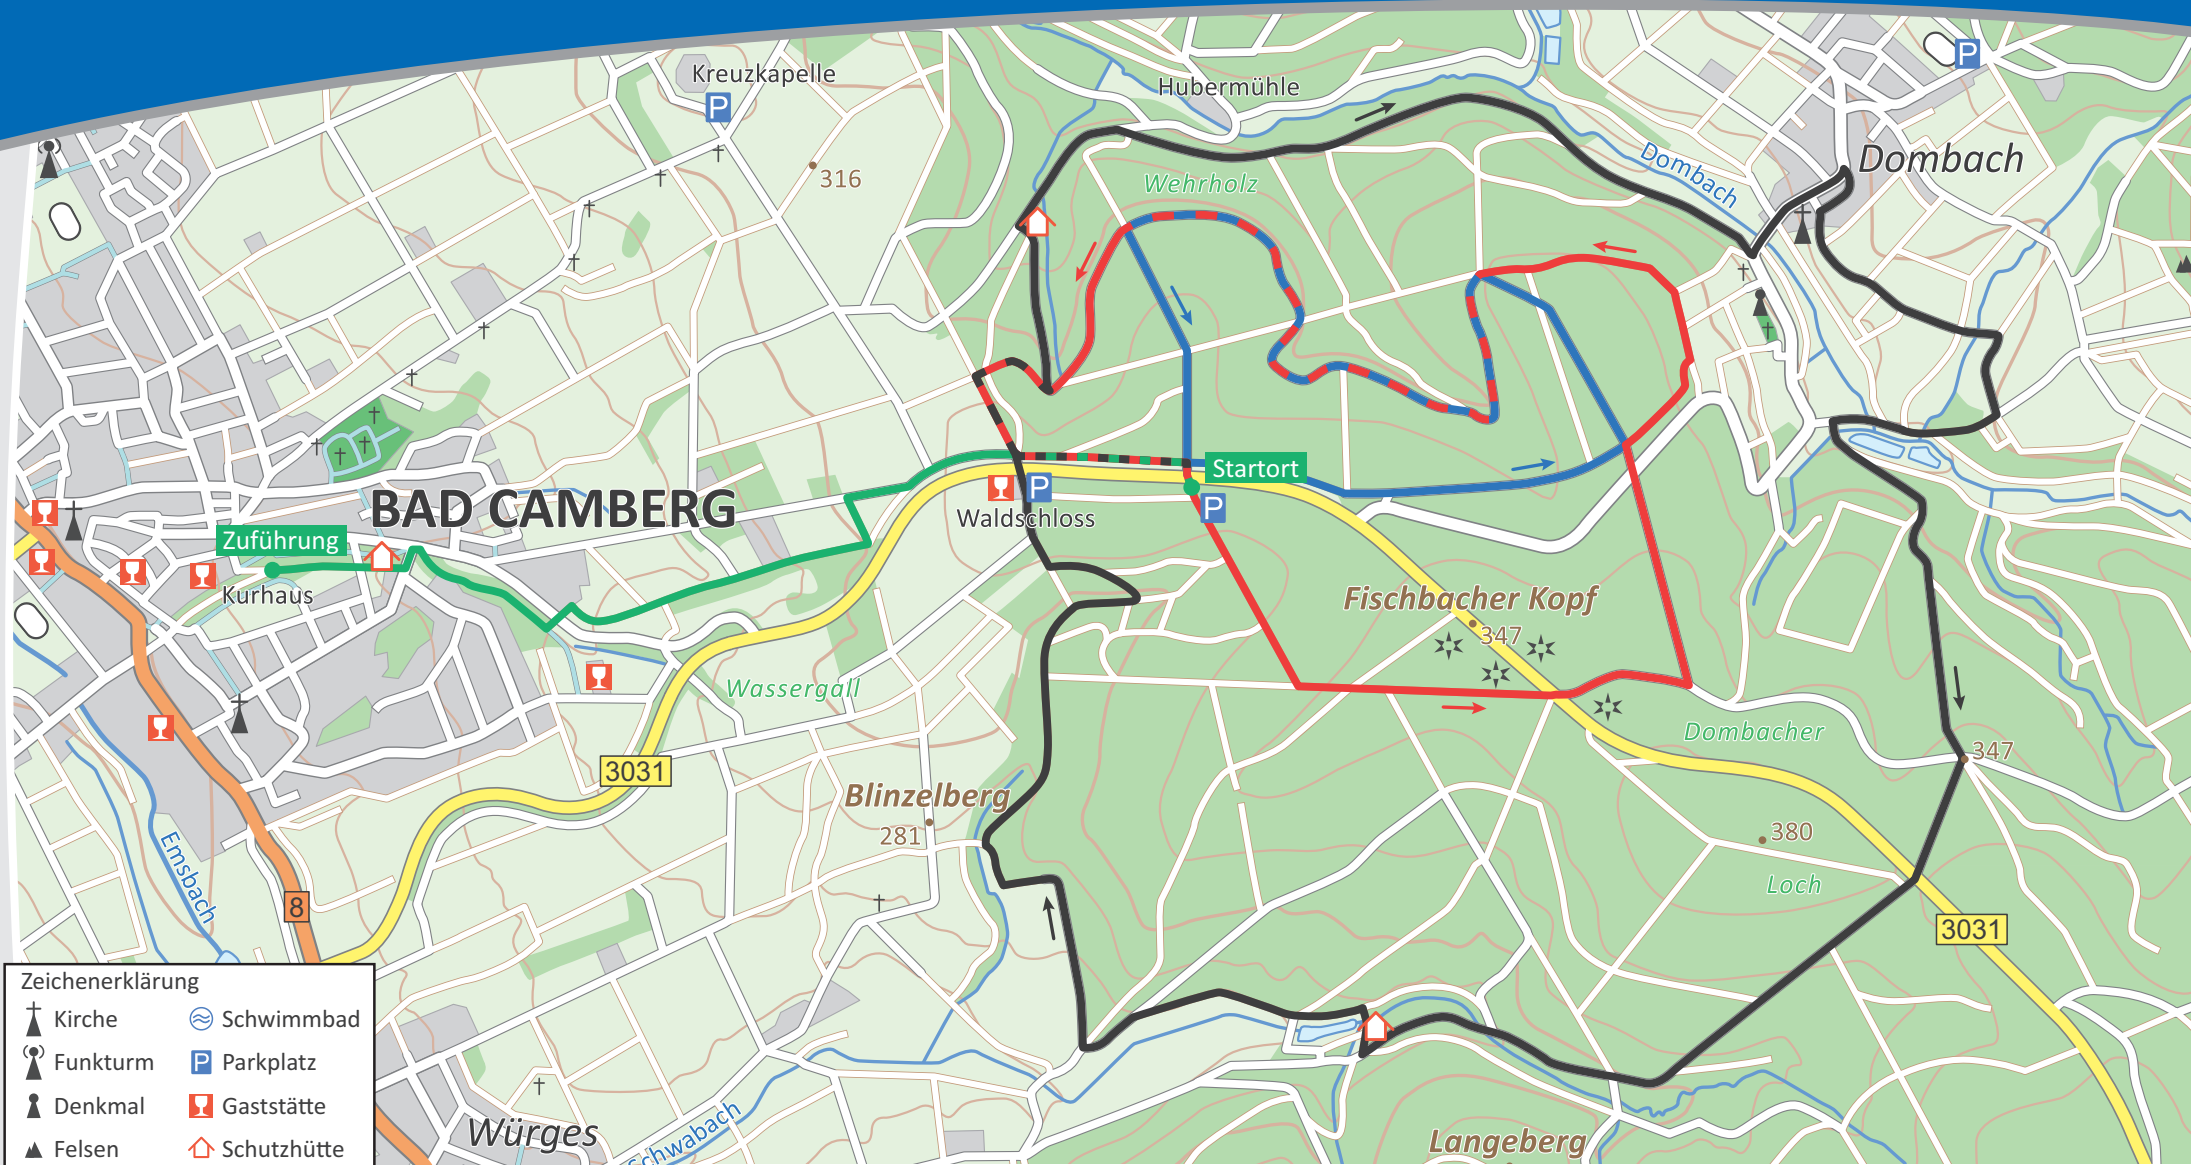 Kreuzkapelle
P
P
Hubermühle
316
Wehrholz
Dombach
Dombach
BAD CAMBERG
Startort
P
P
Waldschloss
Zuführung
Kurhaus
Fischbacher Kopf
347
Wassergall
Dombacher
347
3031
Blinzelberg
281
380
Loch
Emsbach
8
3031
Zeichenerklärung
Kirche
Schwimmbad
Funkturm
P Parkplatz
Denkmal
Gaststätte
Felsen
Schutzhütte
Würges
Schwabach
Langeberg